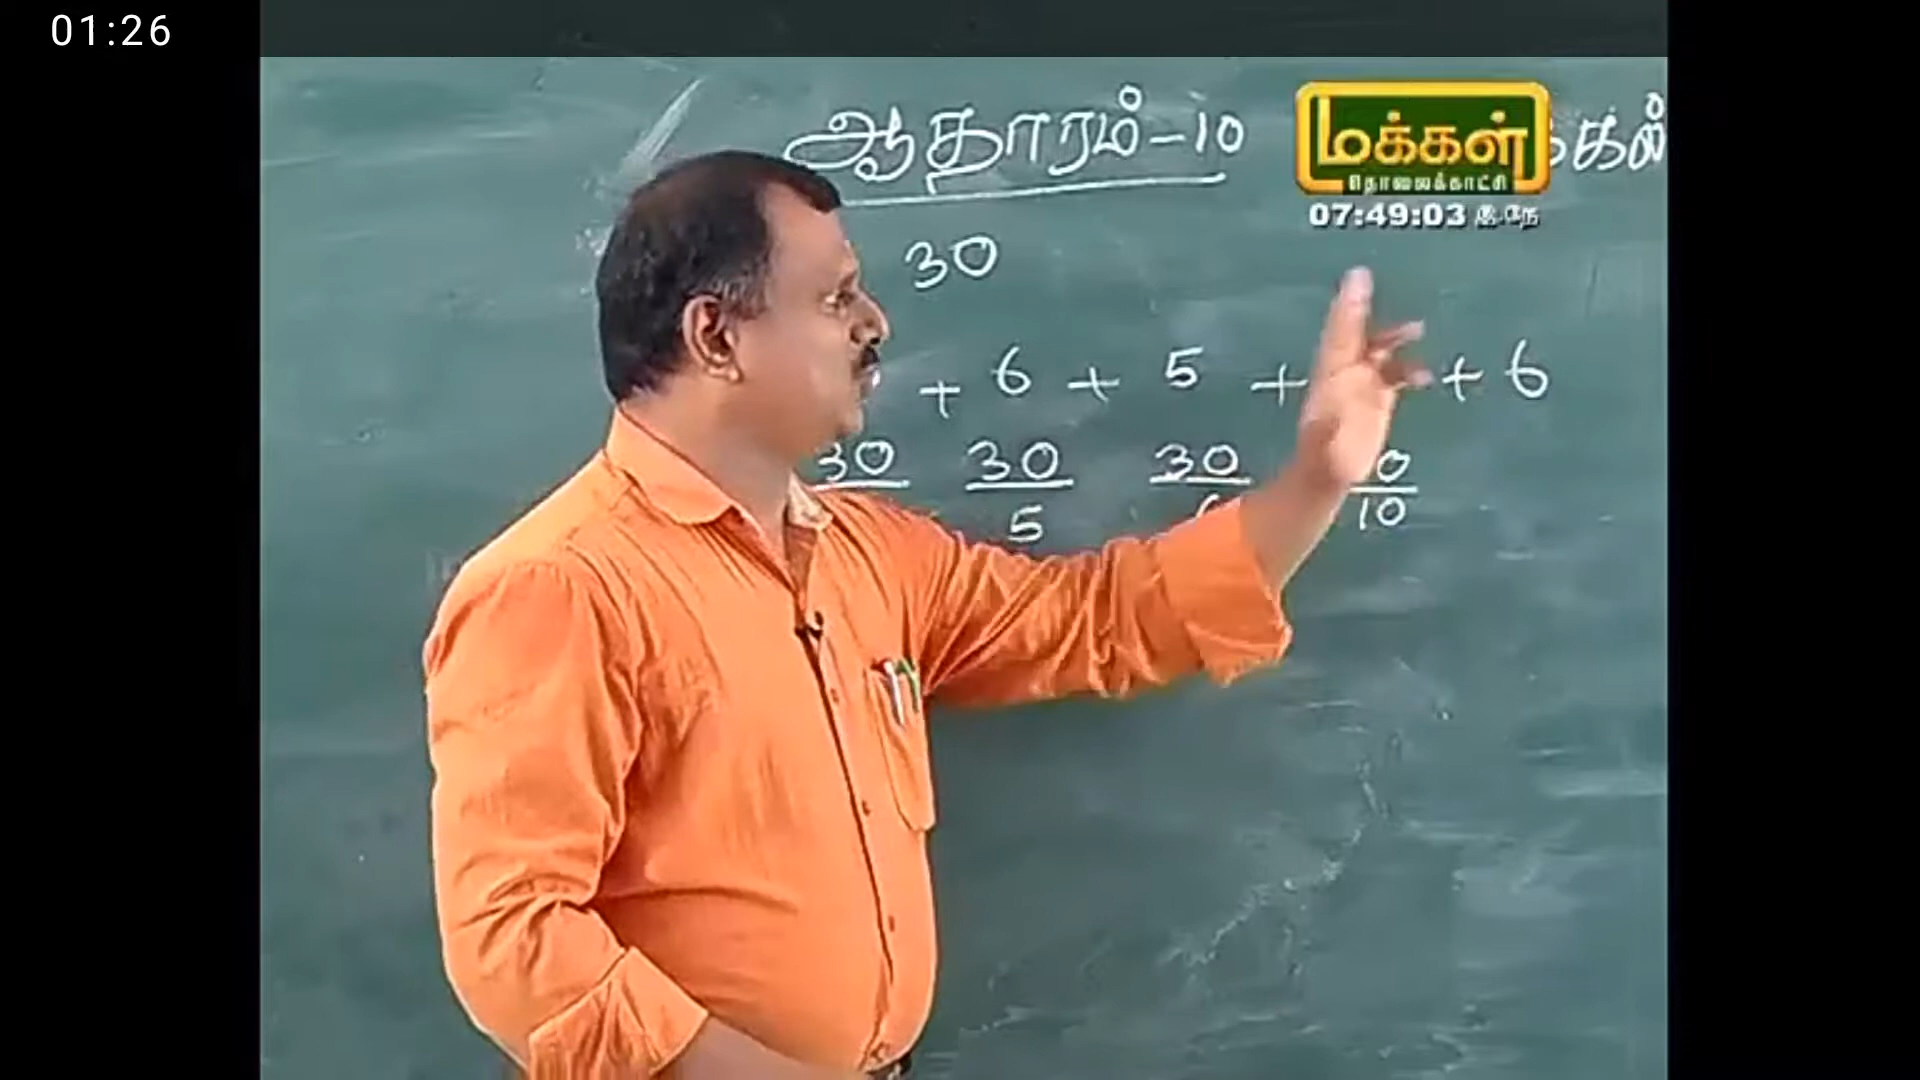 01:26
ஆதாரம் - 10
மக்கள்
தொலைக்காட்சி
07:49:03 இ.நே
30
+ 6 + 5 + + 6
30 30 30 0
5 10